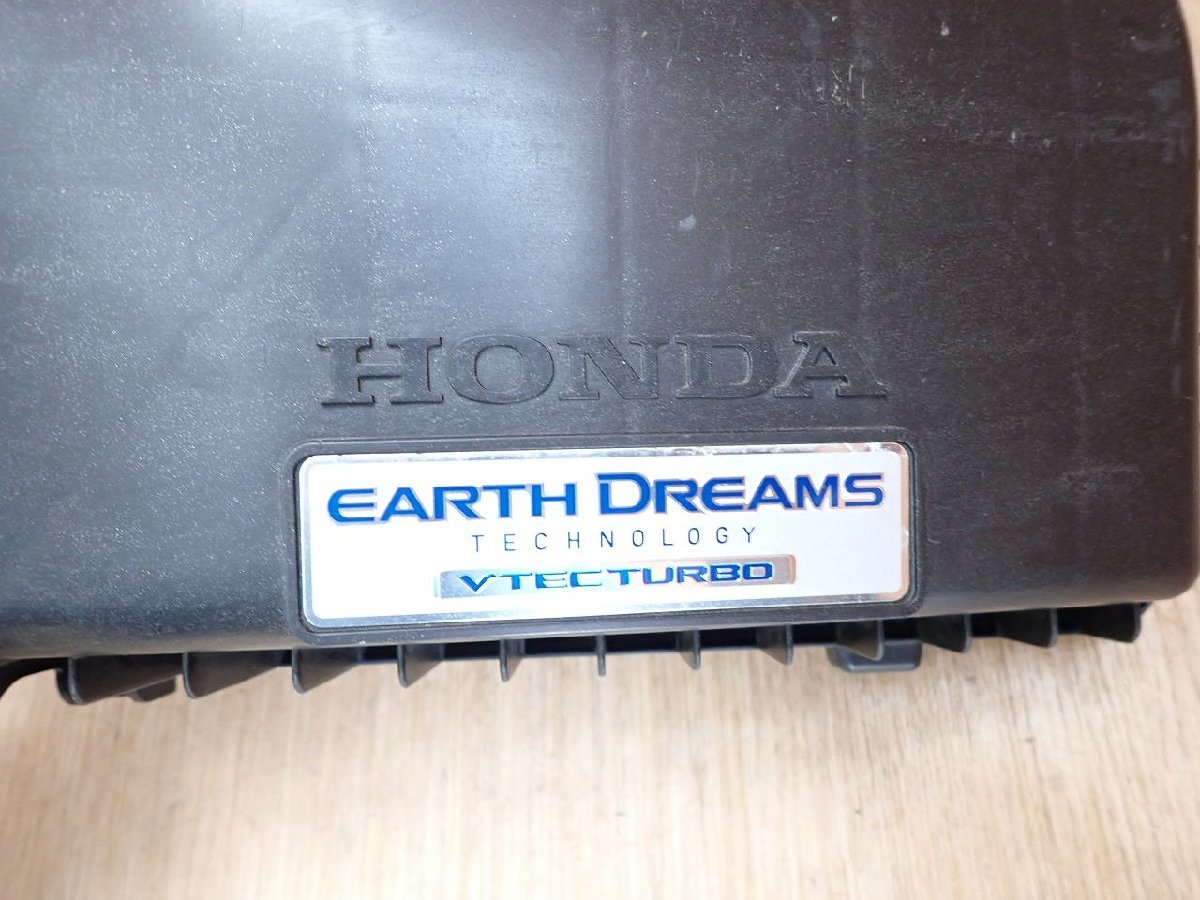 HONDA
EARTH DREAMS
TECHNOLOGY
VTEC TURBO